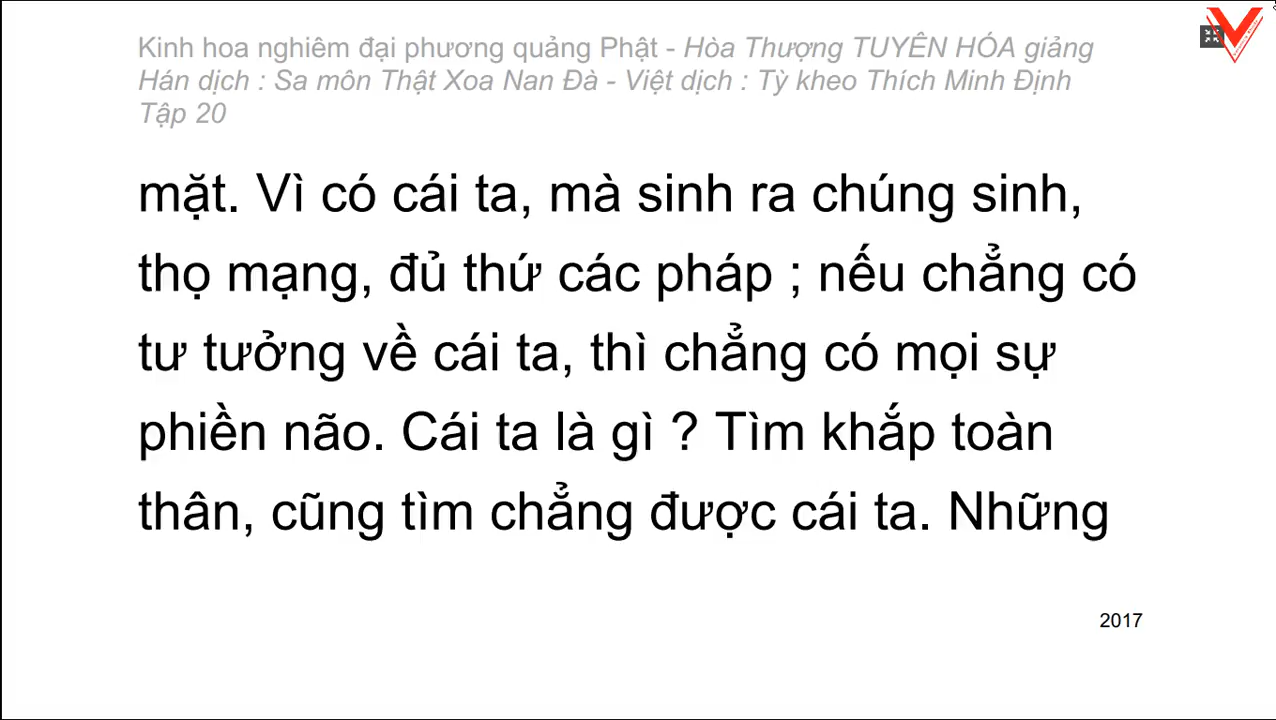 Kinh hoa nghiêm đại phương quảng Phật - Hòa Thượng TUYÊN HÓA giảng
Hán dịch : Sa môn Thật Xoa Nan Đà - Việt dịch : Tỳ kheo Thích Minh Định
Tập 20
mặt. Vì có cái ta, mà sinh ra chúng sinh,
thọ mạng, đủ thứ các pháp ; nếu chẳng có
tư tưởng về cái ta, thì chẳng có mọi sự
phiền não. Cái ta là gì ? Tìm khắp toàn
thân, cũng tìm chẳng được cái ta. Những
2017